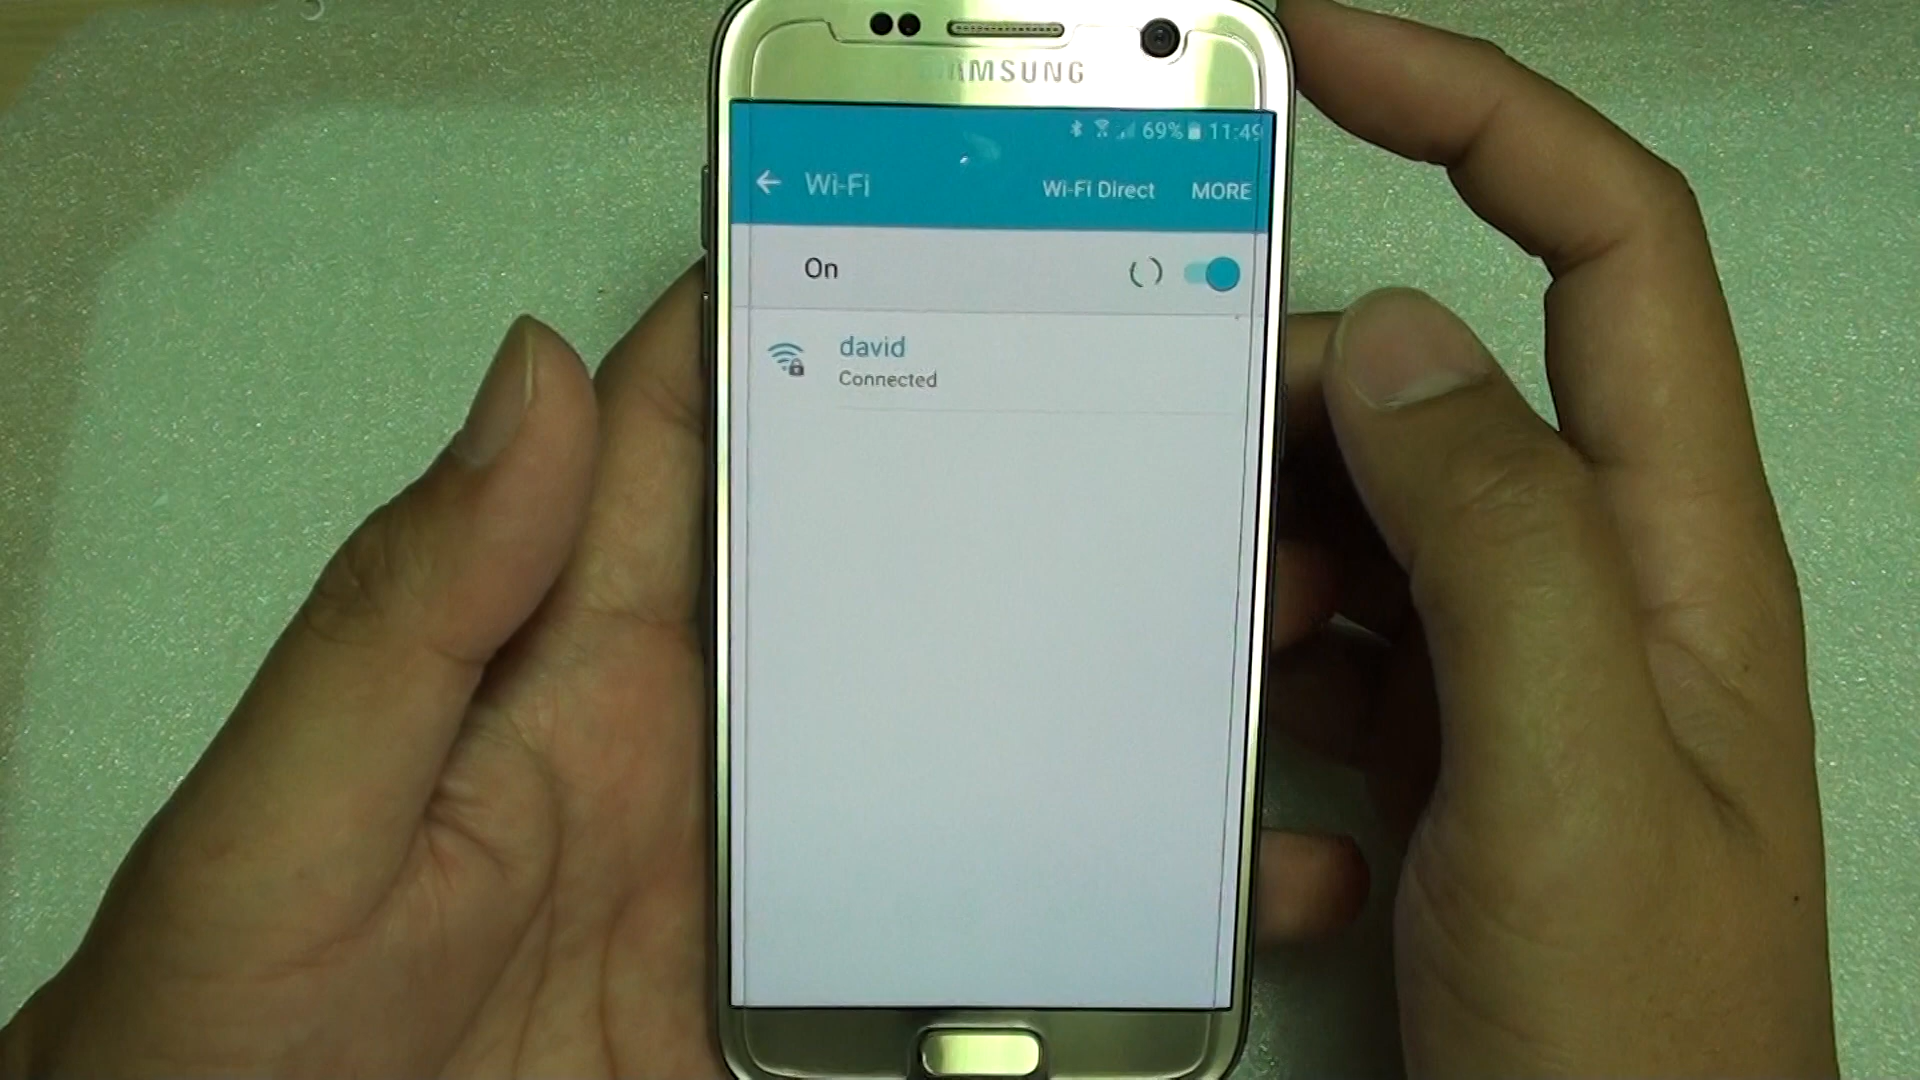 SAMSUNG
69% 11:49
Wi-Fi
Wi-Fi Direct
MORE
On
david
Connected